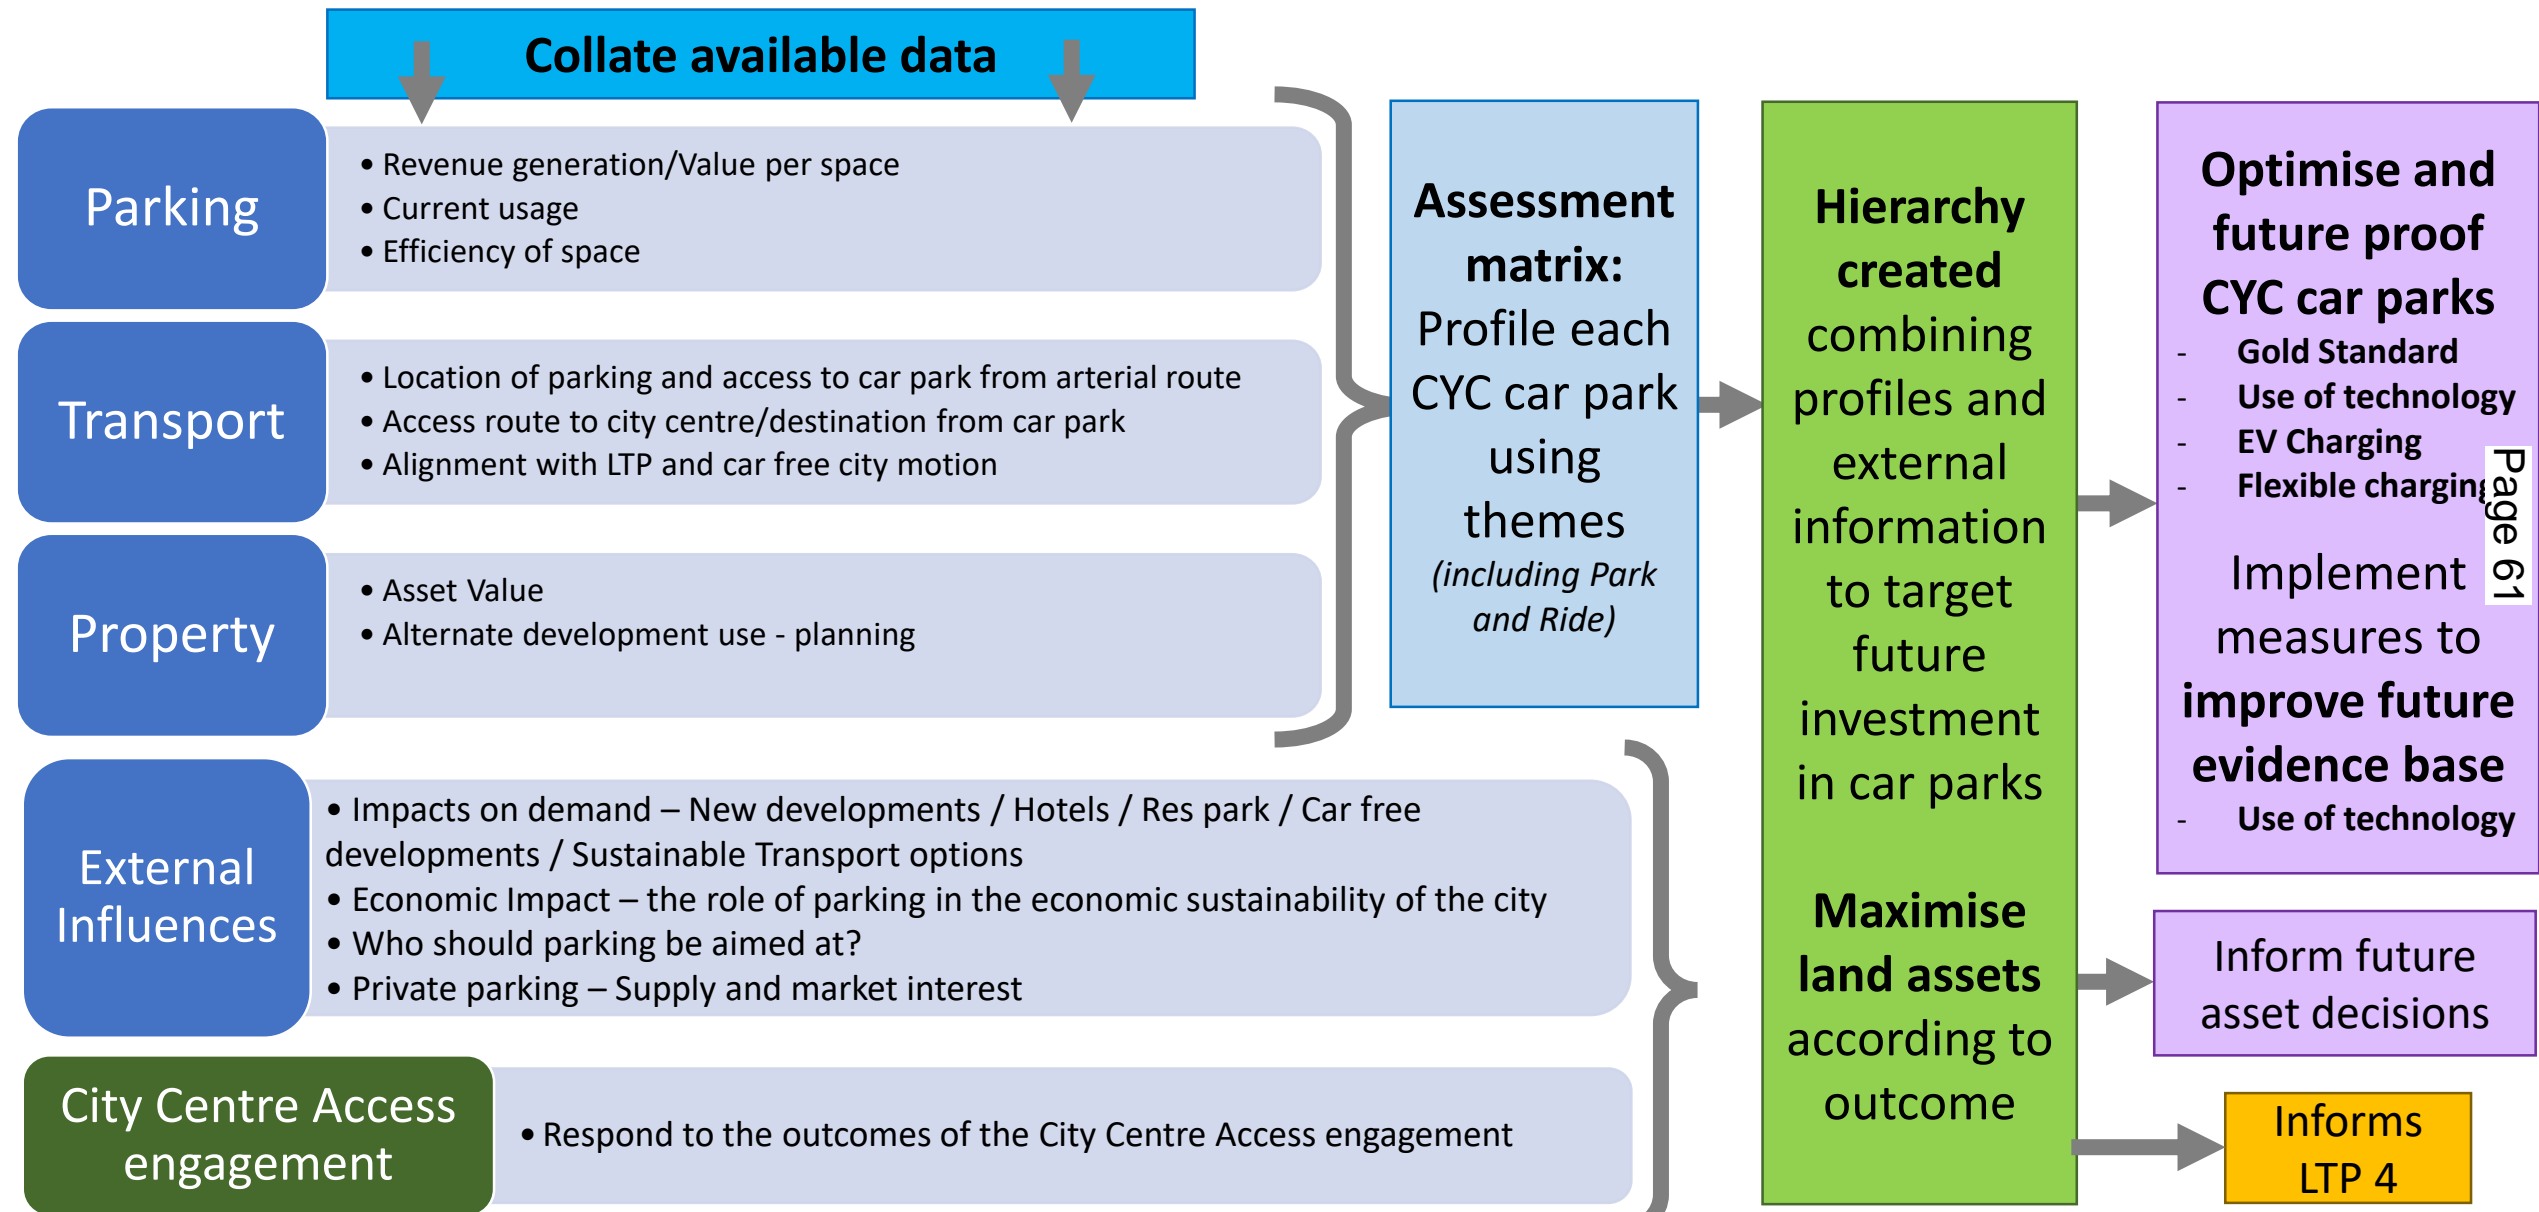 Collate available data
Parking
• Revenue generation/Value per space
• Current usage
• Efficiency of space
Transport
• Location of parking and access to car park from arterial route
• Access route to city centre/destination from car park
• Alignment with LTP and car free city motion
Property
• Asset Value
• Alternate development use - planning
External
Influences
• Impacts on demand – New developments / Hotels / Res park / Car free
developments / Sustainable Transport options
• Economic Impact – the role of parking in the economic sustainability of the city
• Who should parking be aimed at?
• Private parking – Supply and market interest
City Centre Access
engagement
• Respond to the outcomes of the City Centre Access engagement
Assessment
matrix:
Profile each
CYC car park
using
themes
(including Park
and Ride)
Hierarchy
created
combining
profiles and
external
information
to target
future
investment
in car parks
Maximise
land assets
according to
outcome
Optimise and
future proof
CYC car parks
- Gold Standard
- Use of technology
- EV Charging
- Flexible charging
Implement
measures to
improve future
evidence base
- Use of technology
Inform future
asset decisions
Informs
LTP 4
Page 61